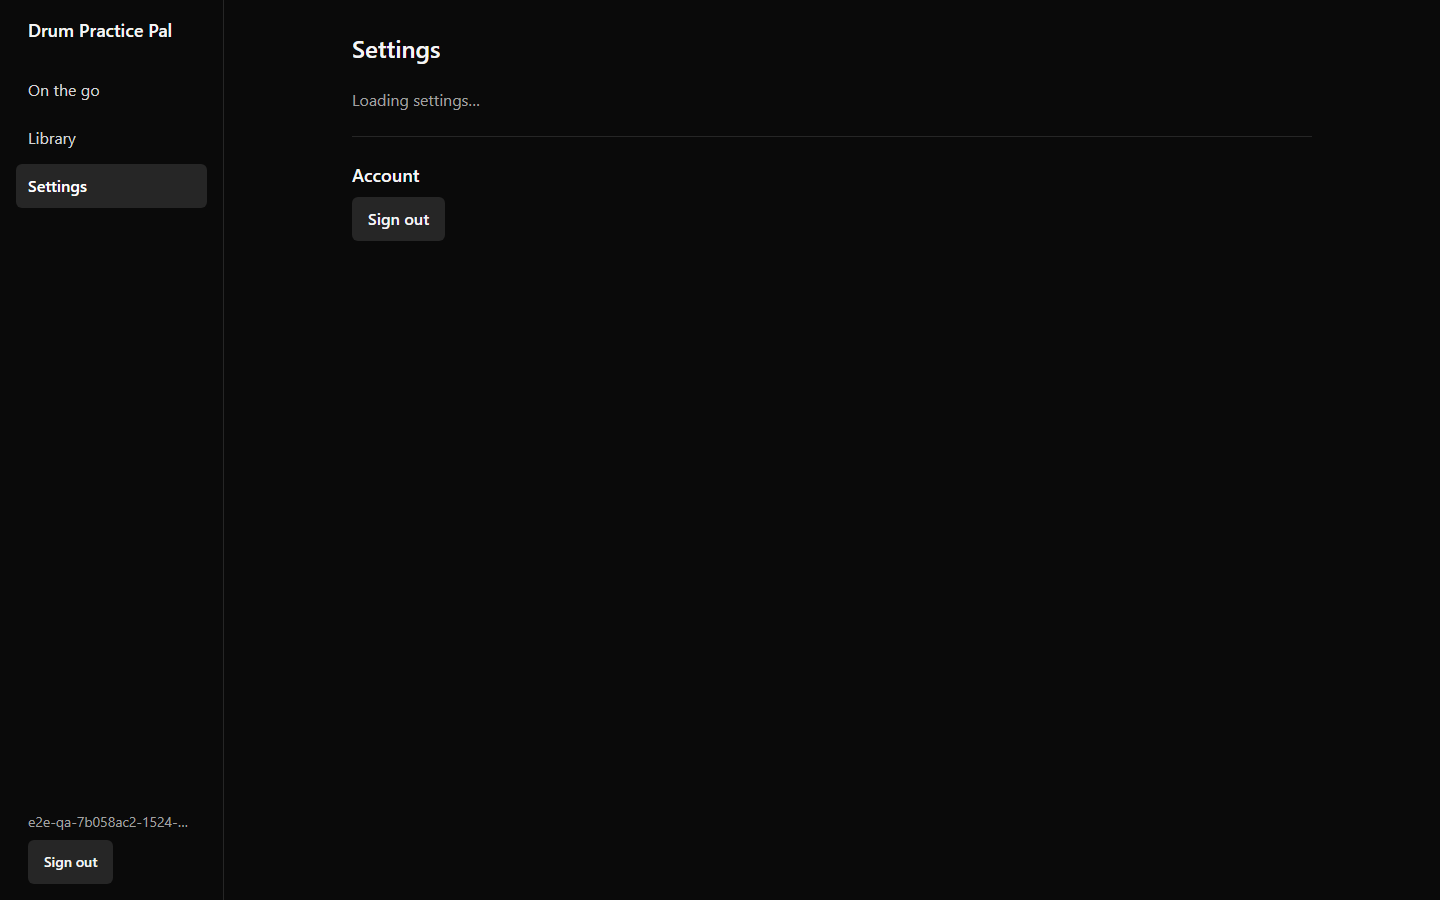 Drum Practice Pal
On the go
Library
Settings
e2e-qa-7b058ac2-1524-...
Sign out
Settings
Loading settings...
Account
Sign out